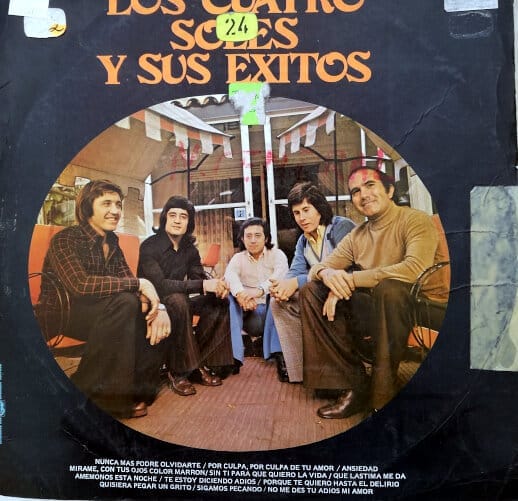 LOS CUATRO
SOLES
Y SUS EXITOS
24
NUNCA MAS PODRE OLVIDARTE / POR CULPA, POR CULPA DE TU AMOR / ANSIEDAD
MIRAME, CON TUS OJOS COLOR MARRON / SIN TI PARA QUE QUIERO LA VIDA / QUE LASTIMA ME DA
AMEMONOS ESTA NOCHE / TE ESTOY DICIENDO ADIOS / PORQUE TE QUIERO HASTA EL DELIRIO
QUISIERA PEGAR UN GRITO / SIGAMOS PECANDO / NO ME DES TU ADIOS MI AMOR